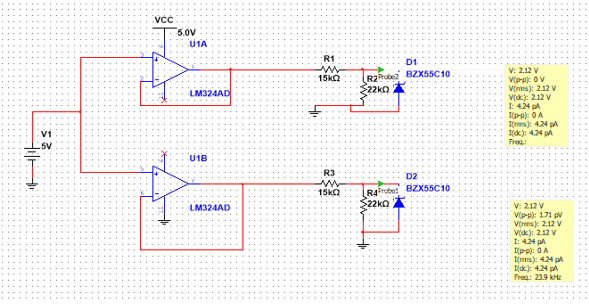 VCC
5.0V
U1A
D1
R1
Probe2
BZX55C10
15kΩ
R2
22kΩ
LM324AD
V: 2.12 V
V(p-p): 0 V
V(rms): 2.12 V
V(dc): 2.12 V
I: 4.24 pA
I(p-p): 0 A
I(rms): 4.24 pA
I(dc): 4.24 pA
Freq.:
V1
5V
U1B
D2
R3
Probe1
BZX55C10
15kΩ
R4
22kΩ
LM324AD
V: 2.12 V
V(p-p): 1.71 pV
V(rms): 2.12 V
V(dc): 2.12 V
I: 4.24 pA
I(p-p): 0 A
I(rms): 4.24 pA
I(dc): 4.24 pA
Freq.: 23.9 kHz